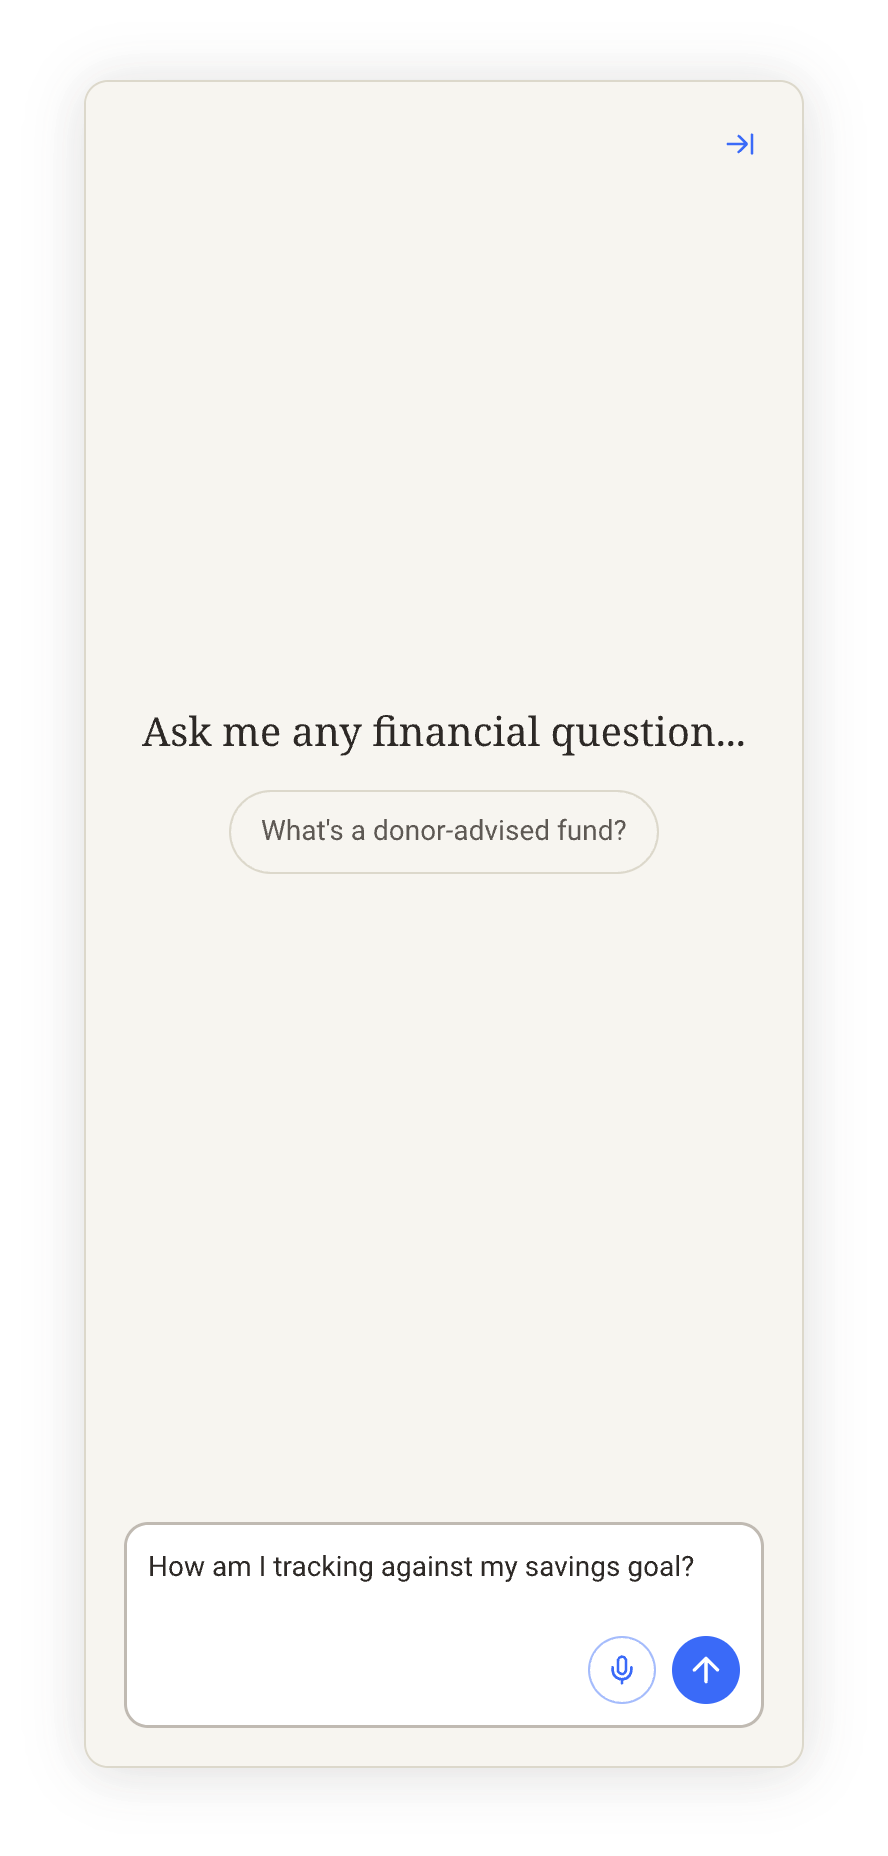 Ask me any financial question...
What's a donor-advised fund?
How am I tracking against my savings goal?